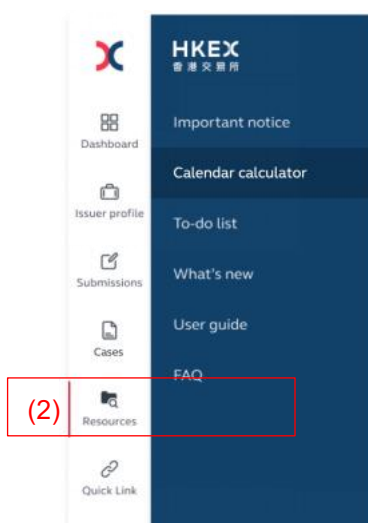 HKEX
香港交易所
Dashboard
Issuer profile
Submissions
Cases
(2)
Resources
Quick Link
Important notice
Calendar calculator
To-do list
What's new
User guide
FAQ